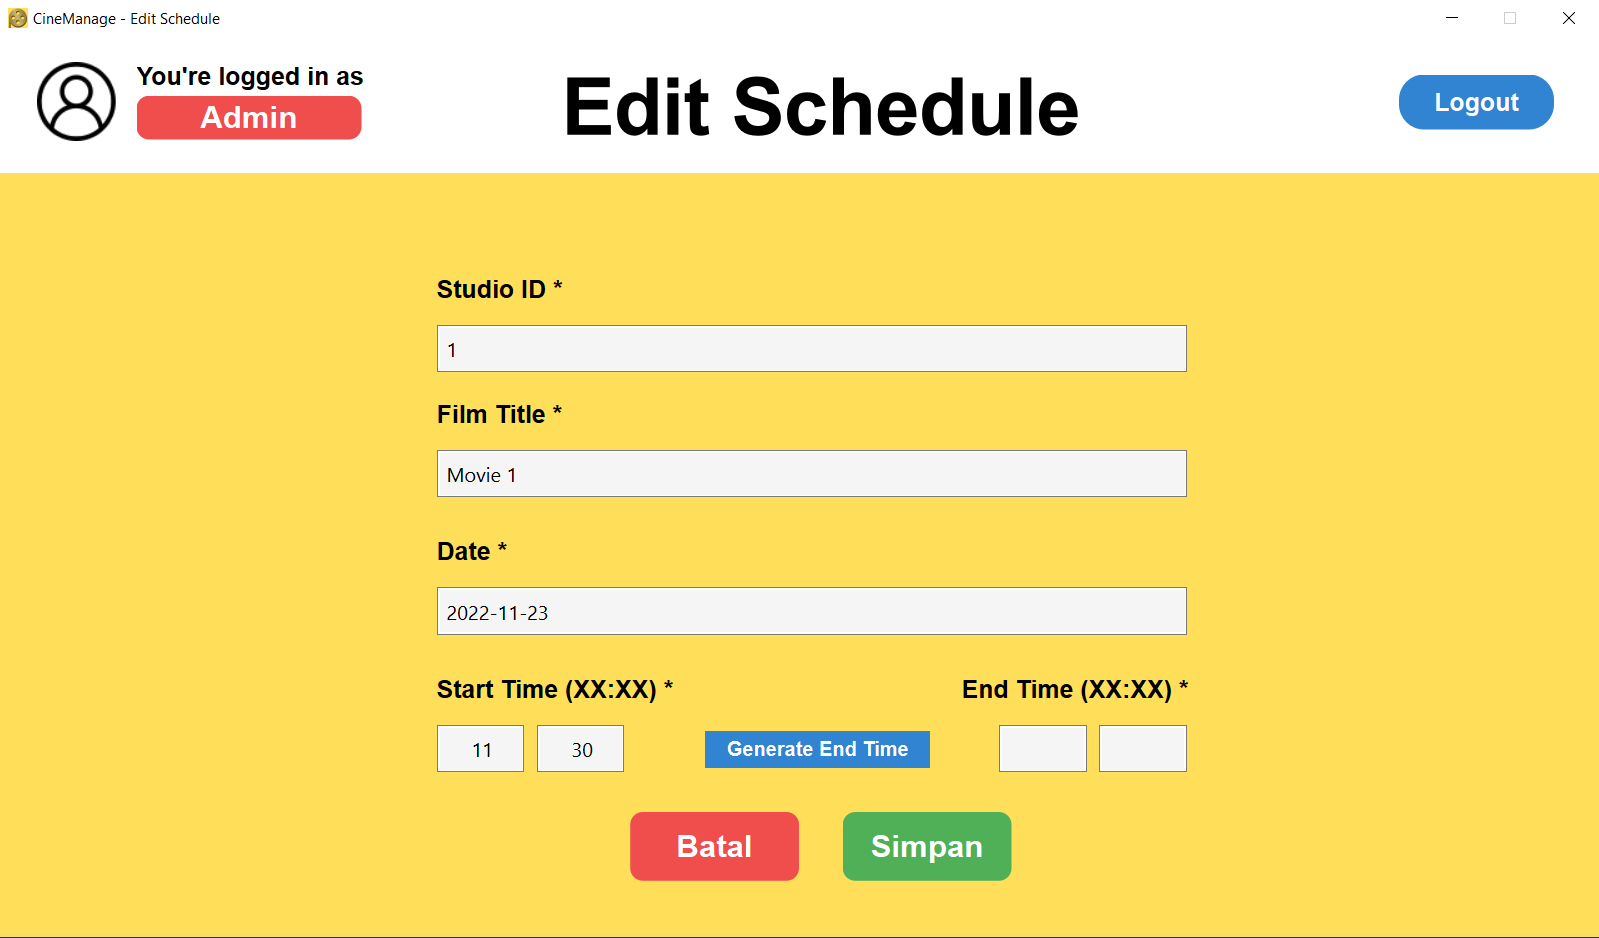 CineManage - Edit Schedule
You're logged in as
Admin
Edit Schedule
Logout
Studio ID *
1
Film Title *
Movie 1
Date *
2022-11-23
Start Time (XX:XX) *
End Time (XX:XX) *
11 30
Generate End Time
Batal
Simpan